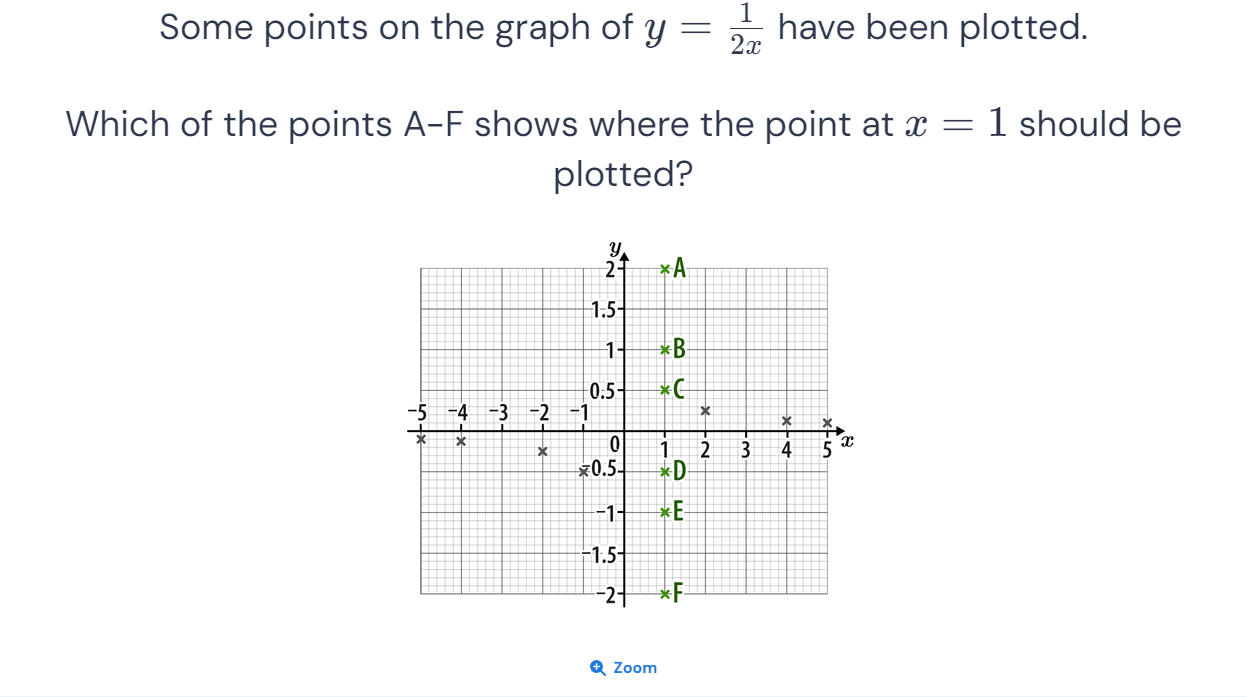 Some points on the graph of y = 1/2x have been plotted.
Which of the points A–F shows where the point at x = 1 should be
plotted?
y
2
A
1.5
1
B
0.5
C
−5 −4 −3 −2 −1
0 1 2 3 4 5 x
−0.5
D
−1
E
−1.5
−2
F
Zoom